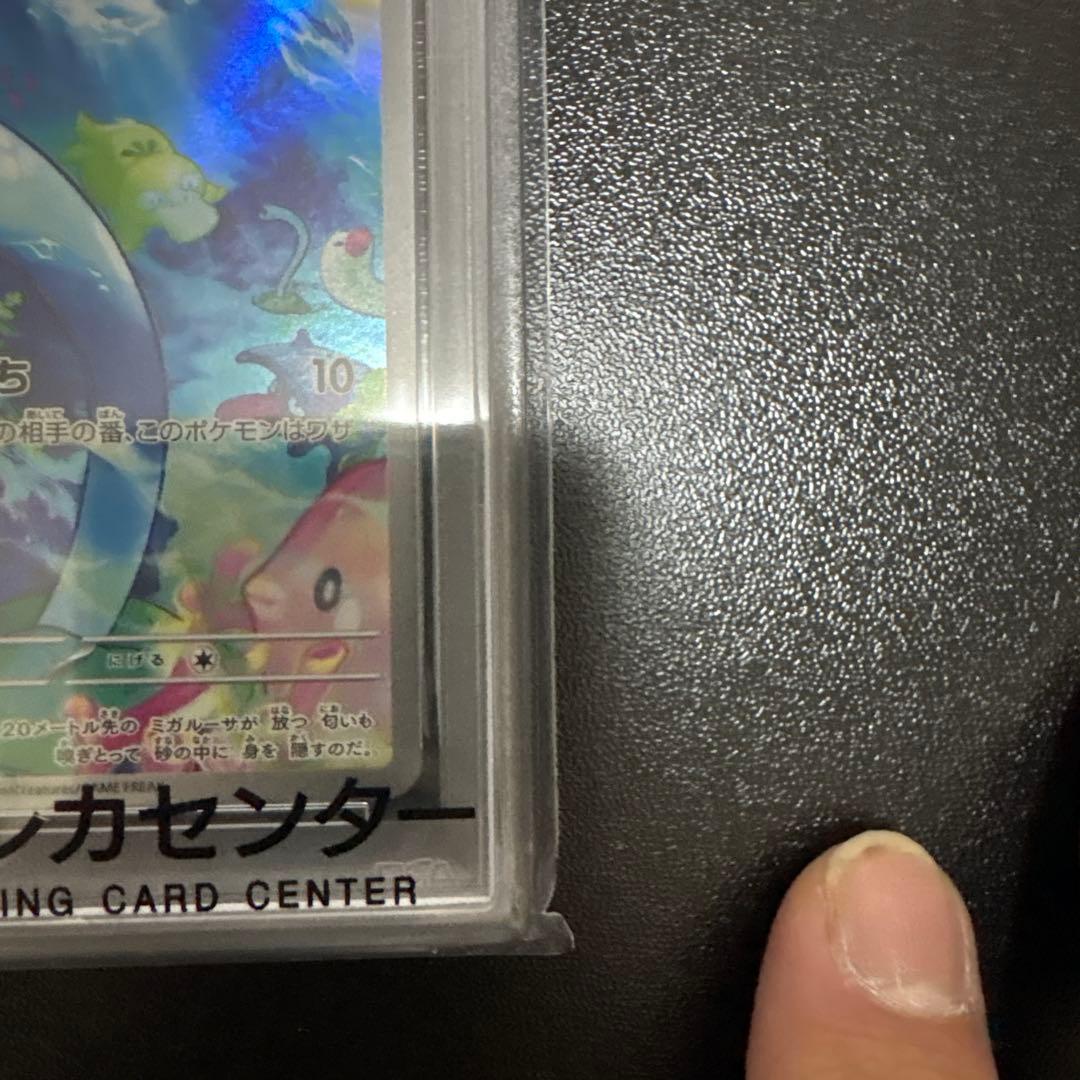 ち 10
の相手の番、このポケモンはワザ
にげる
20メートル先の ミガルーサが 放つ 匂いも
嗅ぎとって 砂の中に 身を 隠すのだ。
GAME FREAK
レカセンター
ING CARD CENTER